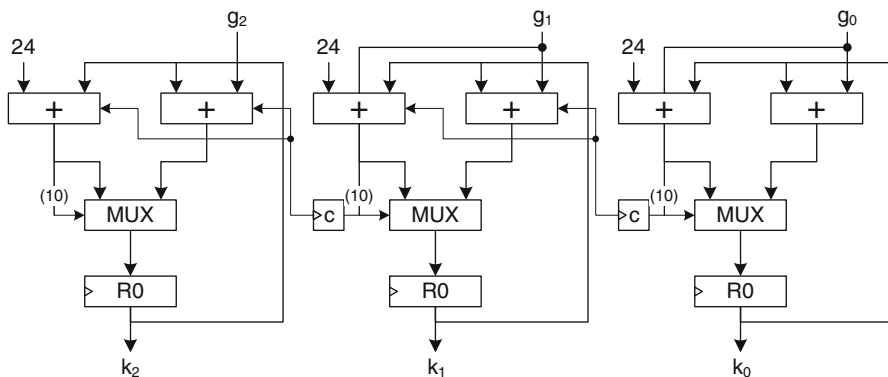 g2 g1 g0
24 24 24
+ + + + + +
(10) (10) (10)
MUX c MUX c MUX
R0 R0 R0
k2 k1 k0